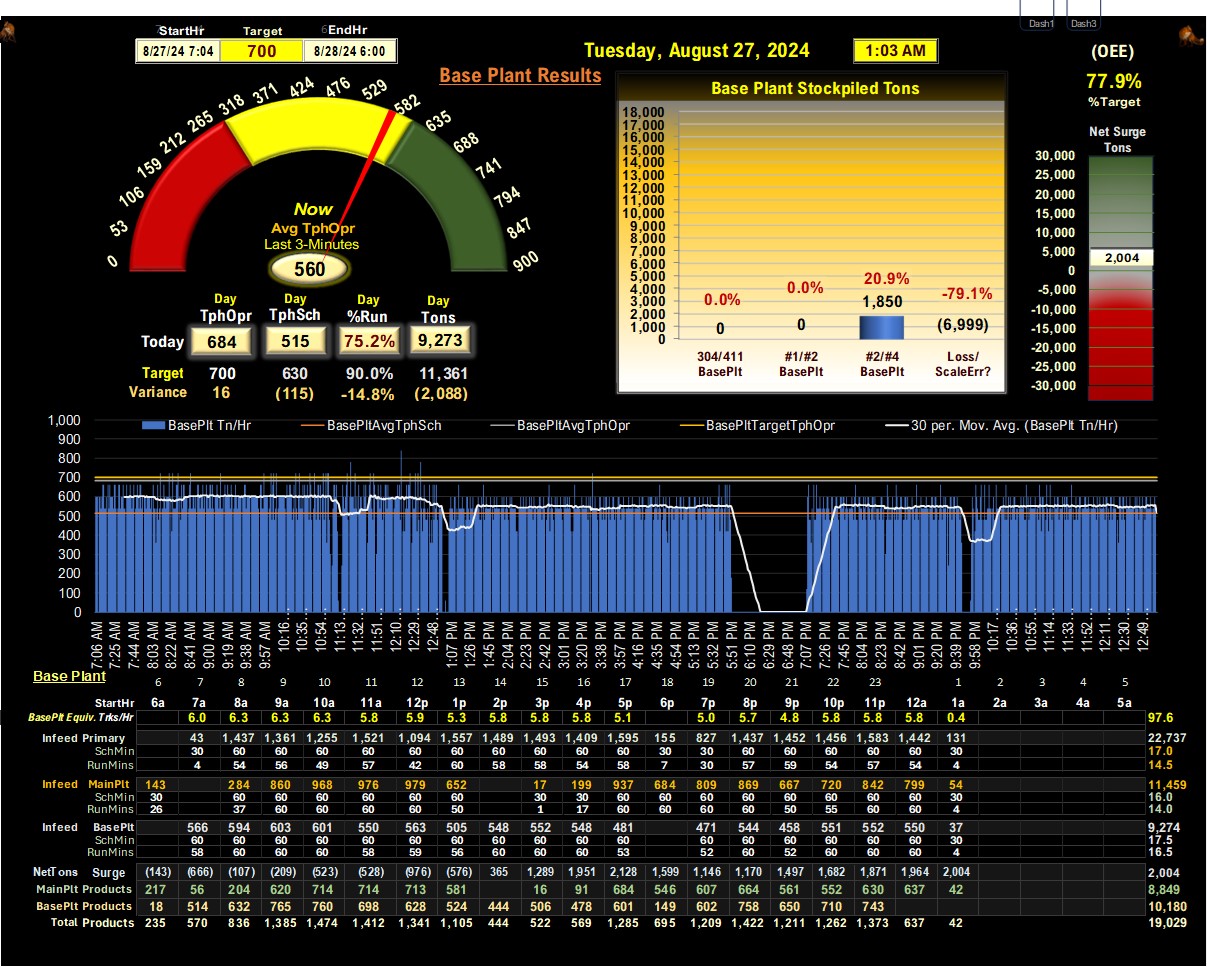 Dash1 Dash3
StartHr Target EndHr
8/27/24 7:04 700 8/28/24 6:00
Tuesday, August 27, 2024 1:03 AM
(OEE)
77.9%
%Target
Base Plant Results
Net Surge
Tons
0 53 106 159 212 265 318 371 424 476 529 582 635 688 741 794 847 900
Now
Avg TphOpr
Last 3-Minutes
560
Base Plant Stockpiled Tons
18,000
17,000
16,000
15,000
14,000
13,000
12,000
11,000
10,000
9,000
8,000
7,000
6,000
5,000
4,000
3,000
2,000
1,000
0
0.0% 0.0% 20.9% -79.1%
0 0 1,850 (6,999)
304/411 #1/#2 #2/#4 Loss/
BasePlt BasePlt BasePlt ScaleErr?
30,000
25,000
20,000
15,000
10,000
5,000
2,004
0
-5,000
-10,000
-15,000
-20,000
-25,000
-30,000
Day Day Day Day
TphOpr TphSch %Run Tons
Today 684 515 75.2% 9,273
Target 700 630 90.0% 11,361
Variance 16 (115) -14.8% (2,088)
BasePlt Tn/Hr BasePltAvgTphSch BasePltAvgTphOpr BasePltTargetTphOpr 30 per. Mov. Avg. (BasePlt Tn/Hr)
1,000
900
800
700
600
500
400
300
200
100
0
7:06 AM 7:25 AM 7:44 AM 8:03 AM 8:22 AM 8:41 AM 9:00 AM 9:19 AM 9:38 AM 9:57 AM 10:16… 10:35… 10:54… 11:13… 11:32… 11:51… 12:10… 12:29… 12:48… 1:07 PM 1:26 PM 1:45 PM 2:04 PM 2:23 PM 2:42 PM 3:01 PM 3:20 PM 3:38 PM 3:57 PM 4:16 PM 4:35 PM 4:54 PM 5:13 PM 5:32 PM 5:51 PM 6:10 PM 6:29 PM 6:48 PM 7:07 PM 7:26 PM 7:45 PM 8:04 PM 8:23 PM 8:42 PM 9:01 PM 9:20 PM 9:39 PM 9:58 PM 10:17… 10:36… 10:55… 11:14… 11:33… 11:52… 12:11… 12:30… 12:49…
Base Plant
6 7 8 9 10 11 12 13 14 15 16 17 18 19 20 21 22 23 1 2 3 4 5
StartHr 6a 7a 8a 9a 10a 11a 12p 1p 2p 3p 4p 5p 6p 7p 8p 9p 10p 11p 12a 1a 2a 3a 4a 5a
BasePlt Equiv. Trks/Hr 6.0 6.3 6.3 6.3 5.8 5.9 5.3 5.8 5.8 5.8 5.1 5.0 5.7 4.8 5.8 5.8 5.8 0.4 97.6
Infeed Primary 43 1,437 1,361 1,255 1,521 1,094 1,557 1,489 1,493 1,409 1,595 155 827 1,437 1,452 1,456 1,583 1,442 131 22,737
SchMin 30 60 60 60 60 60 60 60 60 60 60 30 30 60 60 60 60 60 30 17.0
RunMins 4 54 56 49 57 42 60 58 58 54 58 7 30 57 59 54 57 54 4 14.5
Infeed MainPlt 143 284 860 968 976 979 652 17 199 937 684 809 869 667 720 842 799 54 11,459
SchMin 30 60 60 60 60 60 60 30 30 60 60 60 60 60 60 60 60 30 16.0
RunMins 26 37 60 60 60 60 50 1 17 60 60 60 60 50 55 60 60 4 14.0
Infeed BasePlt 566 594 603 601 550 563 505 548 552 548 481 471 544 458 551 552 550 37 9,274
SchMin 60 60 60 60 60 60 60 60 60 60 60 60 60 60 60 60 60 30 17.5
RunMins 58 60 60 60 58 59 56 60 60 60 53 52 60 52 60 60 60 4 16.5
NetTons Surge (143) (666) (107) (209) (523) (528) (976) (576) 365 1,289 1,951 2,128 1,599 1,146 1,170 1,497 1,682 1,871 1,964 2,004 2,004
MainPlt Products 217 56 204 620 714 714 713 581 16 91 684 546 607 664 561 552 630 637 42 8,849
BasePlt Products 18 514 632 765 760 698 628 524 444 506 478 601 149 602 758 650 710 743 10,180
Total Products 235 570 836 1,385 1,474 1,412 1,341 1,105 444 522 569 1,285 695 1,209 1,422 1,211 1,262 1,373 637 42 19,029